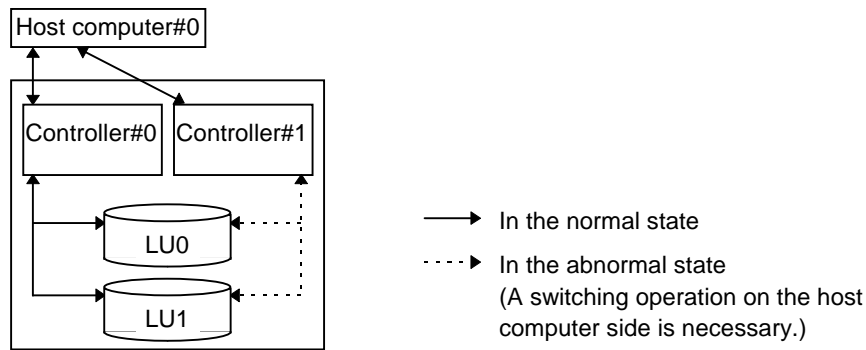 Host computer#0
Controller#0
Controller#1
LU0
LU1
In the normal state
In the abnormal state
(A switching operation on the host
computer side is necessary.)